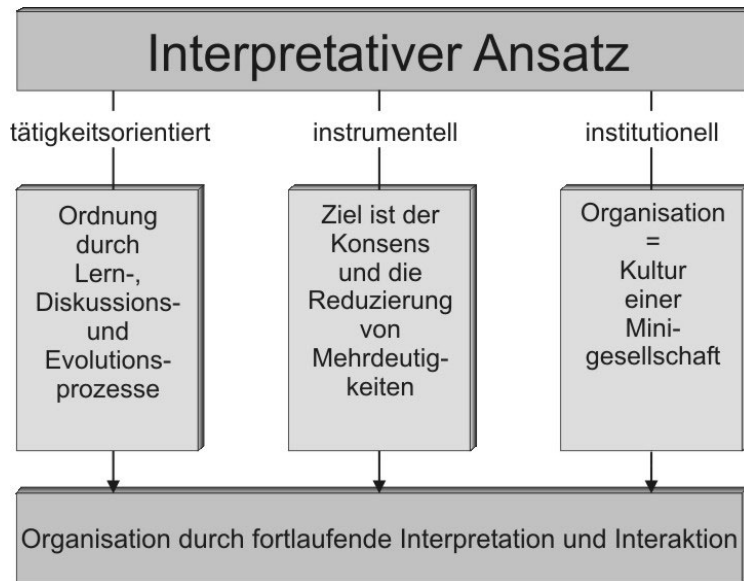 Interpretativer Ansatz
tätigkeitsorientiert
instrumentell
institutionell
Ordnung
durch
Lern-,
Diskussions-
und
Evolutions-
prozesse
Ziel ist der
Konsens
und die
Reduzierung
von
Mehrdeutig-
keiten
Organisation
=
Kultur
einer
Mini-
gesellschaft
Organisation durch fortlaufende Interpretation und Interaktion